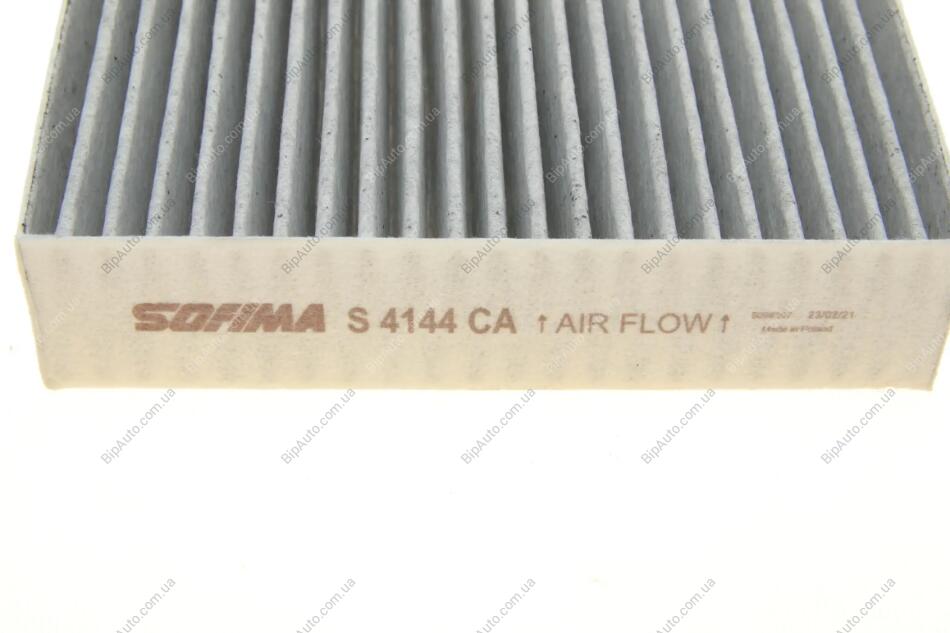 SOFIMA S 4144 CA ↑ AIR FLOW ↑ 23/02/21
Made in Poland
BipAuto.com.ua